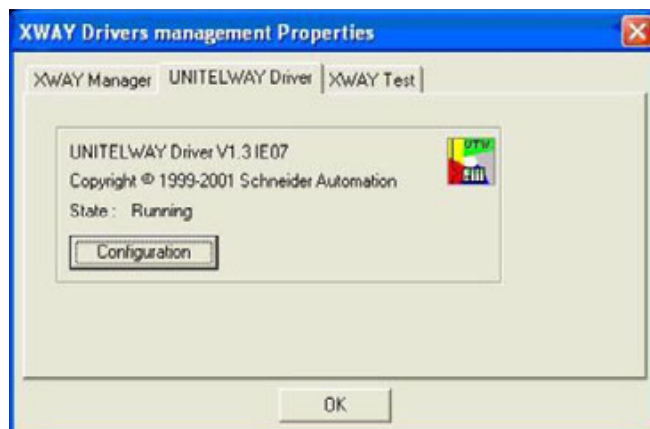 XWAY Drivers management Properties
XWAY Manager UNITELWAY Driver XWAY Test
UTW
UNITELWAY Driver V1.3 IE07
Copyright © 1999-2001 Schneider Automation
State : Running
Configuration
OK